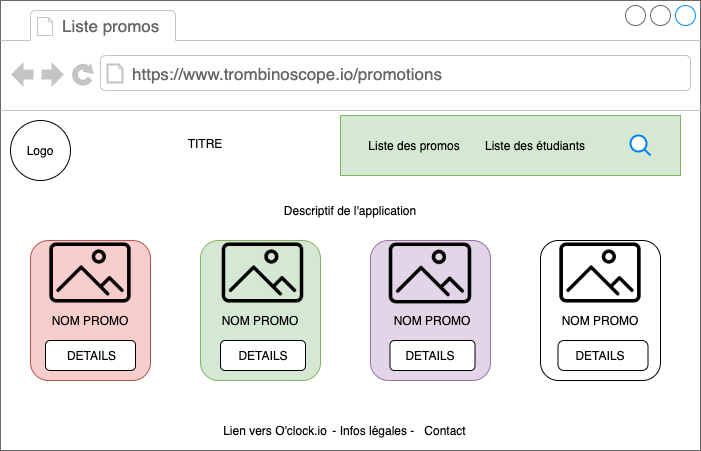 Liste promos
https://www.trombinoscope.io/promotions
Logo
TITRE
Liste des promos
Liste des étudiants
Descriptif de l'application
NOM PROMO
NOM PROMO
NOM PROMO
NOM PROMO
DETAILS
DETAILS
DETAILS
DETAILS
Lien vers O'clock.io - Infos légales - Contact